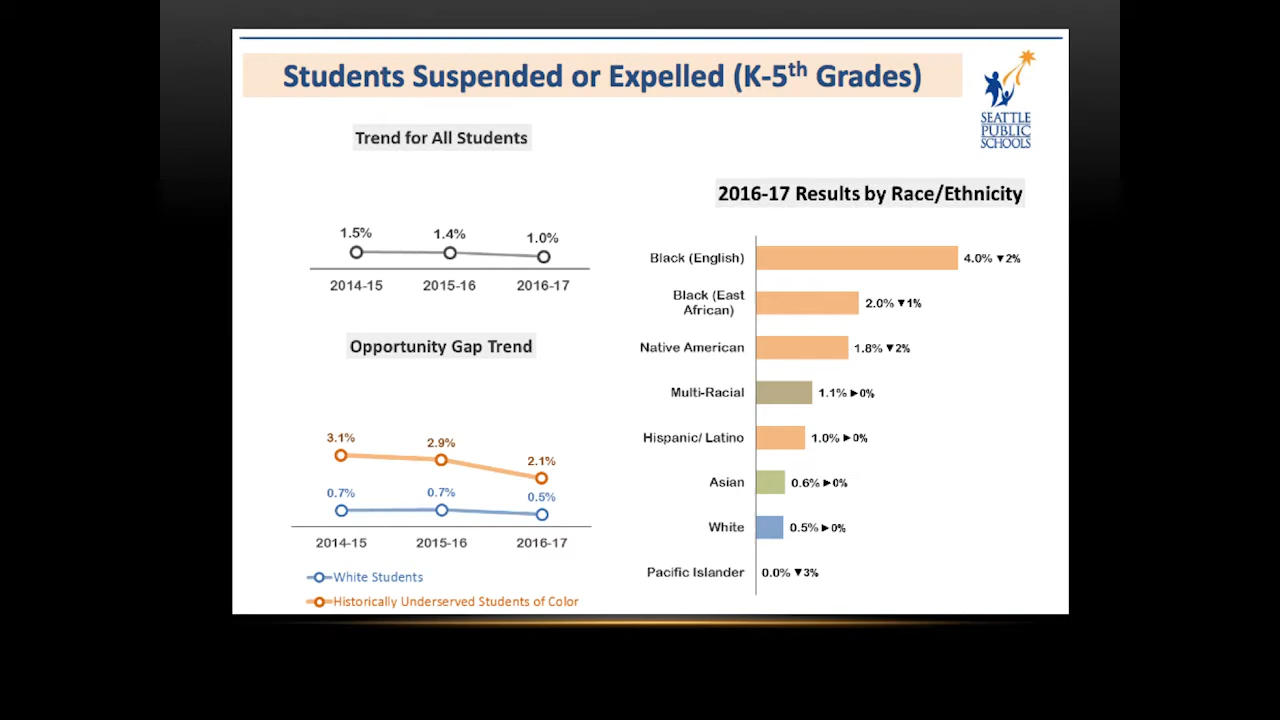 Students Suspended or Expelled (K-5th Grades)
SEATTLE
PUBLIC
SCHOOLS
Trend for All Students
1.5%
1.4%
1.0%
2014-15
2015-16
2016-17
Opportunity Gap Trend
3.1%
2.9%
2.1%
0.7%
0.7%
0.5%
2014-15
2015-16
2016-17
White Students
Historically Underserved Students of Color
2016-17 Results by Race/Ethnicity
Black (English)
4.0% ▼2%
Black (East
African)
2.0% ▼1%
Native American
1.8% ▼2%
Multi-Racial
1.1% ►0%
Hispanic/ Latino
1.0% ►0%
Asian
0.6% ►0%
White
0.5% ►0%
Pacific Islander
0.0% ▼3%